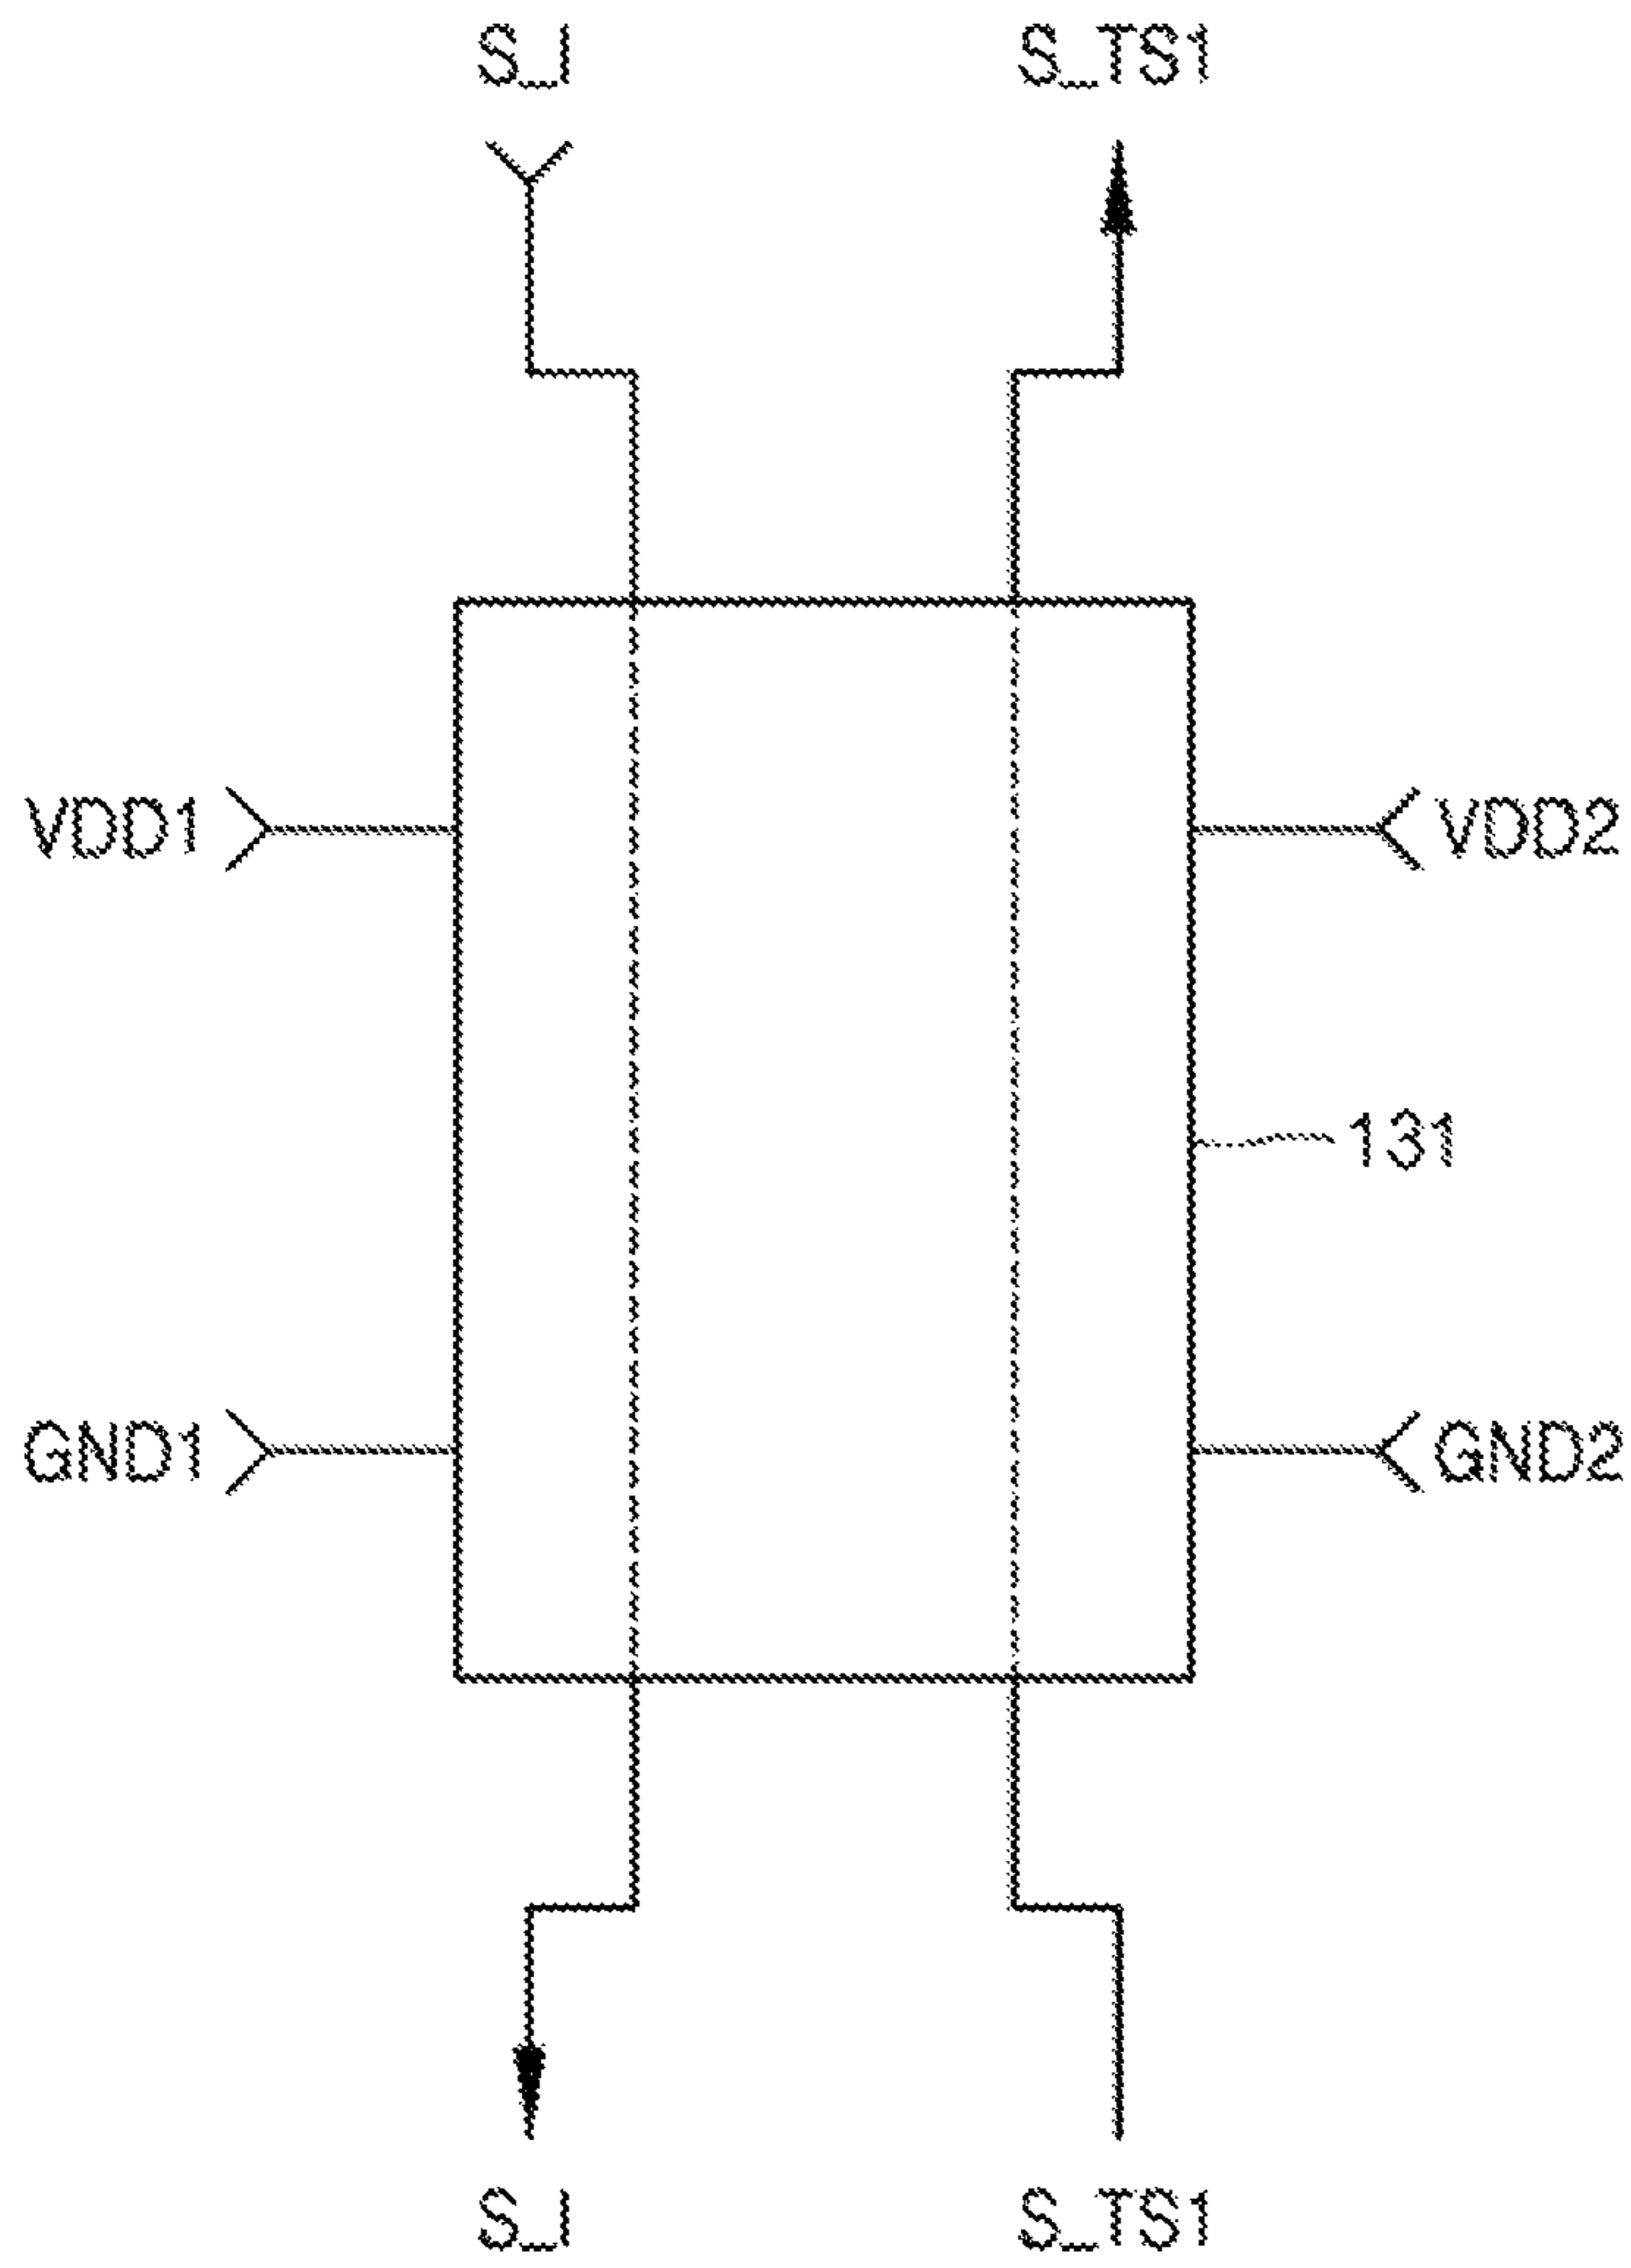 S_I S_TS1
VDD1 VDD2
131
GND1 GND2
S_I S_TS1